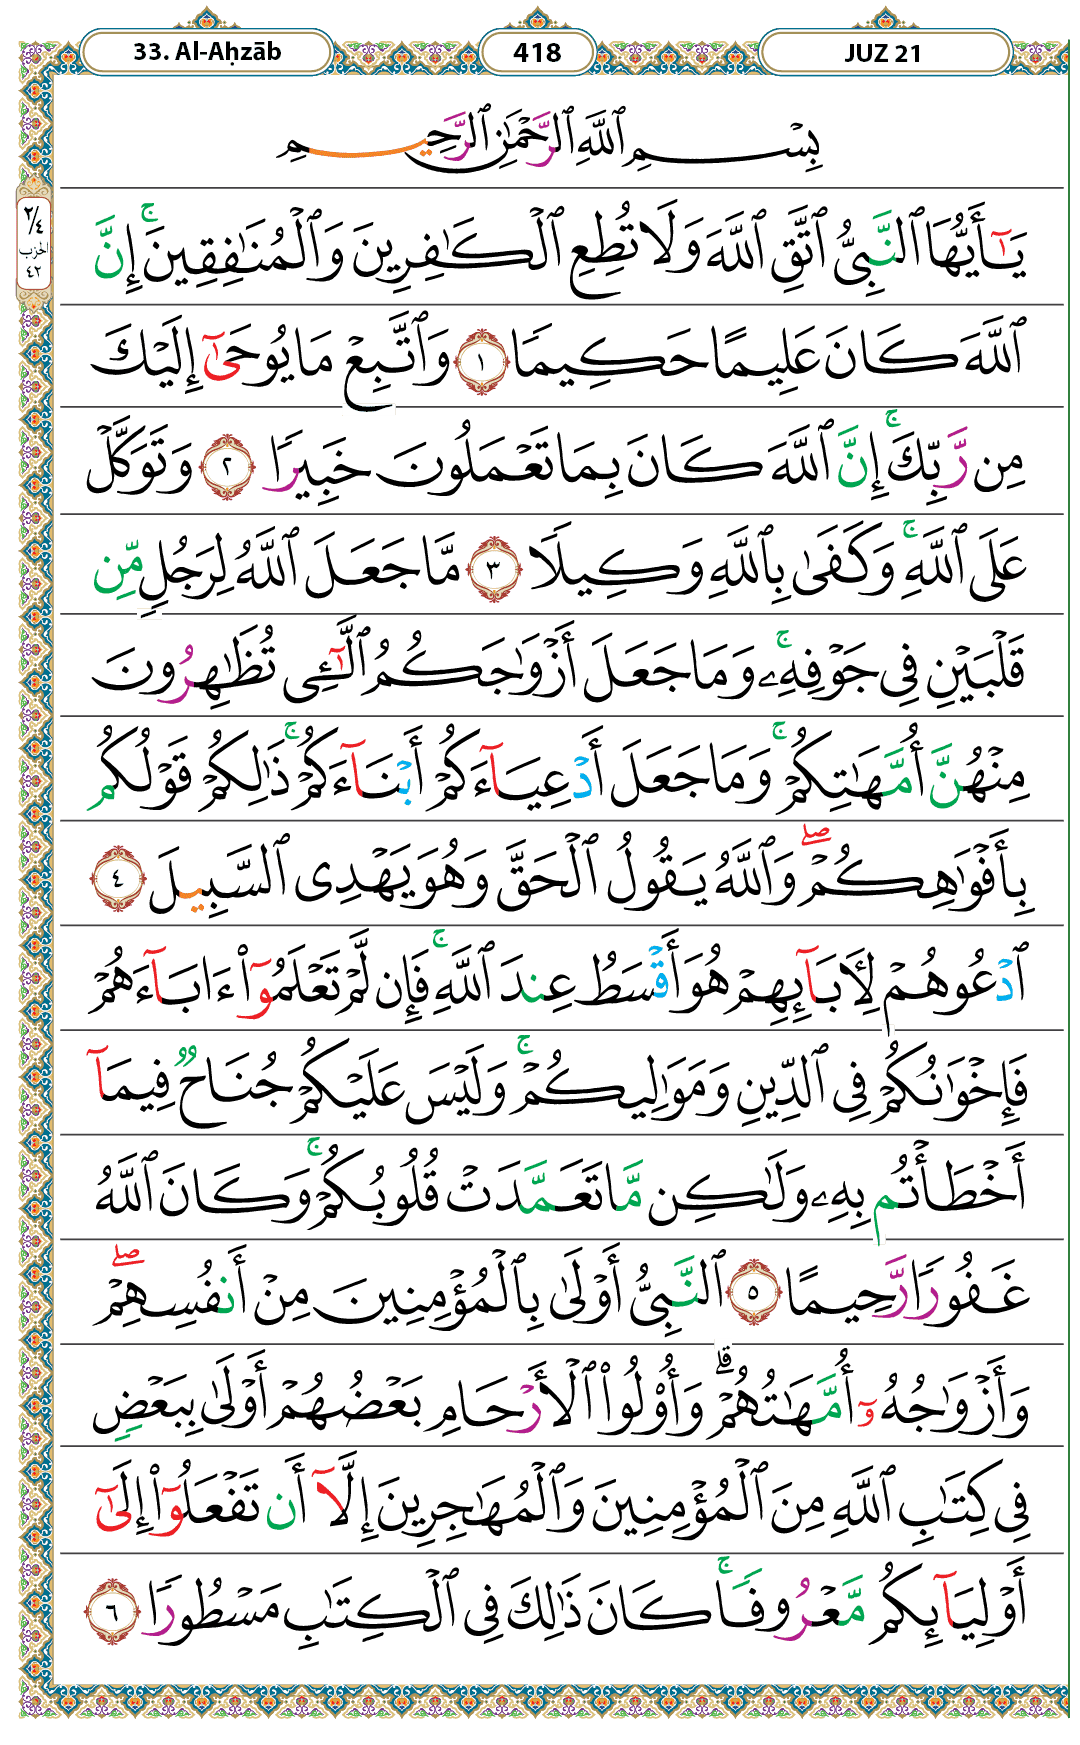 33. Al-Aḥzāb
418
JUZ 21
بِسْمِ ٱللَّهِ ٱلرَّحْمَٰنِ ٱلرَّحِيمِ
٢/٤
الحزب
٤٢
يَٰٓأَيُّهَا ٱلنَّبِىُّ ٱتَّقِ ٱللَّهَ وَلَا تُطِعِ ٱلْكَٰفِرِينَ وَٱلْمُنَٰفِقِينَ ۚ إِنَّ
ٱللَّهَ كَانَ عَلِيمًا حَكِيمًا ١ وَٱتَّبِعْ مَا يُوحَىٰٓ إِلَيْكَ
مِن رَّبِّكَ ۚ إِنَّ ٱللَّهَ كَانَ بِمَا تَعْمَلُونَ خَبِيرًا ٢ وَتَوَكَّلْ
عَلَى ٱللَّهِ ۚ وَكَفَىٰ بِٱللَّهِ وَكِيلًا ٣ مَّا جَعَلَ ٱللَّهُ لِرَجُلٍ مِّن
قَلْبَيْنِ فِى جَوْفِهِۦ ۚ وَمَا جَعَلَ أَزْوَٰجَكُمُ ٱلَّٰٓـِٔى تُظَٰهِرُونَ
مِنْهُنَّ أُمَّهَٰتِكُمْ ۚ وَمَا جَعَلَ أَدْعِيَآءَكُمْ أَبْنَآءَكُمْ ۚ ذَٰلِكُمْ قَوْلُكُم
بِأَفْوَٰهِكُمْ ۖ وَٱللَّهُ يَقُولُ ٱلْحَقَّ وَهُوَ يَهْدِى ٱلسَّبِيلَ ٤
ٱدْعُوهُمْ لِـَٔابَآئِهِمْ هُوَ أَقْسَطُ عِندَ ٱللَّهِ ۚ فَإِن لَّمْ تَعْلَمُوٓا۟ ءَابَآءَهُمْ
فَإِخْوَٰنُكُمْ فِى ٱلدِّينِ وَمَوَٰلِيكُمْ ۚ وَلَيْسَ عَلَيْكُمْ جُنَاحٌ فِيمَآ
أَخْطَأْتُم بِهِۦ وَلَٰكِن مَّا تَعَمَّدَتْ قُلُوبُكُمْ ۚ وَكَانَ ٱللَّهُ
غَفُورًا رَّحِيمًا ٥ ٱلنَّبِىُّ أَوْلَىٰ بِٱلْمُؤْمِنِينَ مِنْ أَنفُسِهِمْ ۖ
وَأَزْوَٰجُهُۥٓ أُمَّهَٰتُهُمْ ۗ وَأُو۟لُوا۟ ٱلْأَرْحَامِ بَعْضُهُمْ أَوْلَىٰ بِبَعْضٍ
فِى كِتَٰبِ ٱللَّهِ مِنَ ٱلْمُؤْمِنِينَ وَٱلْمُهَٰجِرِينَ إِلَّآ أَن تَفْعَلُوٓا۟ إِلَىٰٓ
أَوْلِيَآئِكُم مَّعْرُوفًا ۚ كَانَ ذَٰلِكَ فِى ٱلْكِتَٰبِ مَسْطُورًا ٦